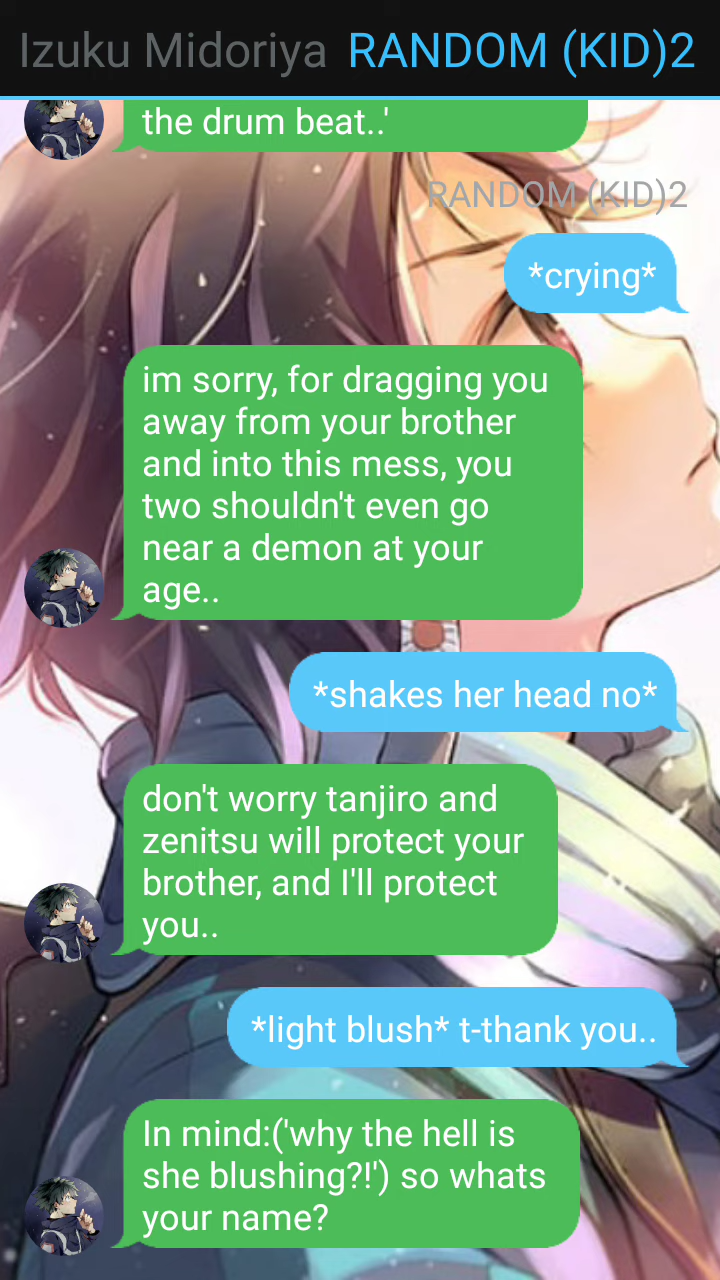 Izuku Midoriya RANDOM (KID)2
the drum beat..'
RANDOM (KID)2
*crying*
im sorry, for dragging you
away from your brother
and into this mess, you
two shouldn't even go
near a demon at your
age..
*shakes her head no*
don't worry tanjiro and
zenitsu will protect your
brother, and I'll protect
you..
*light blush* t-thank you..
In mind:('why the hell is
she blushing?!') so whats
your name?